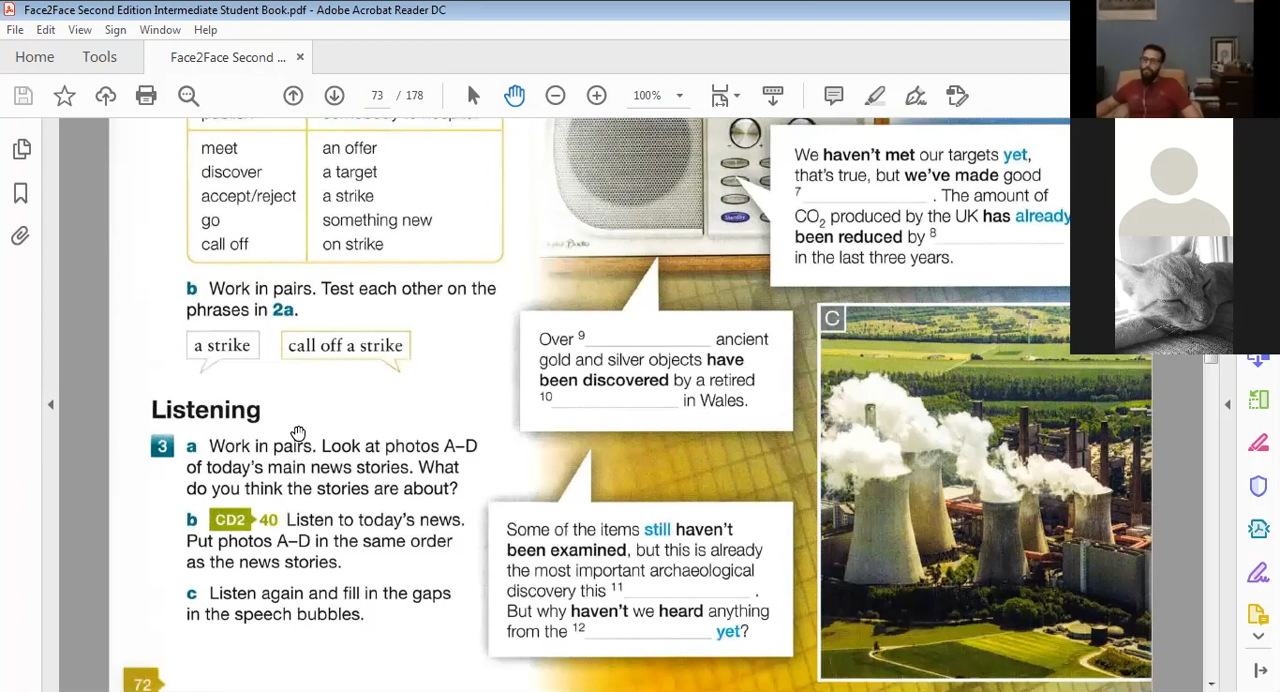 Face2Face Second Edition Intermediate Student Book.pdf - Adobe Acrobat Reader DC
File Edit View Sign Window Help
Home Tools Face2Face Second ... ×
73 / 178 100%
meet an offer
discover a target
accept/reject a strike
go something new
call off on strike
b Work in pairs. Test each other on the
phrases in 2a.
a strike call off a strike
Listening
3 a Work in pairs. Look at photos A–D
of today's main news stories. What
do you think the stories are about?
b CD2 40 Listen to today's news.
Put photos A–D in the same order
as the news stories.
c Listen again and fill in the gaps
in the speech bubbles.
72
Standby
We haven't met our targets yet,
that's true, but we've made good
7 ____________ . The amount of
CO2 produced by the UK has already
been reduced by 8 ____________
in the last three years.
Over 9 ____________ ancient
gold and silver objects have
been discovered by a retired
10 ____________ in Wales.
Some of the items still haven't
been examined, but this is already
the most important archaeological
discovery this 11 ____________ .
But why haven't we heard anything
from the 12 ____________ yet?
C